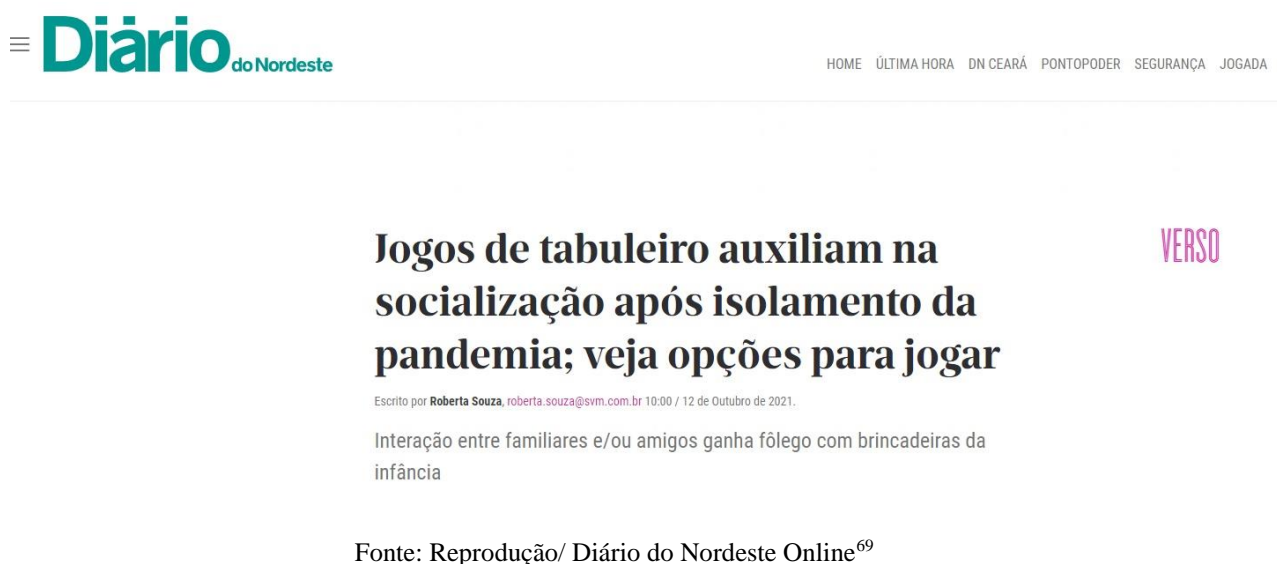 Diário do Nordeste
HOME ÚLTIMA HORA DN CEARÁ PONTOPODER SEGURANÇA JOGADA
Jogos de tabuleiro auxiliam na
socialização após isolamento da
pandemia; veja opções para jogar
VERSO
Escrito por Roberta Souza, roberta.souza@svm.com.br 10:00 / 12 de Outubro de 2021.
Interação entre familiares e/ou amigos ganha fôlego com brincadeiras da
infância
Fonte: Reprodução/ Diário do Nordeste Online69